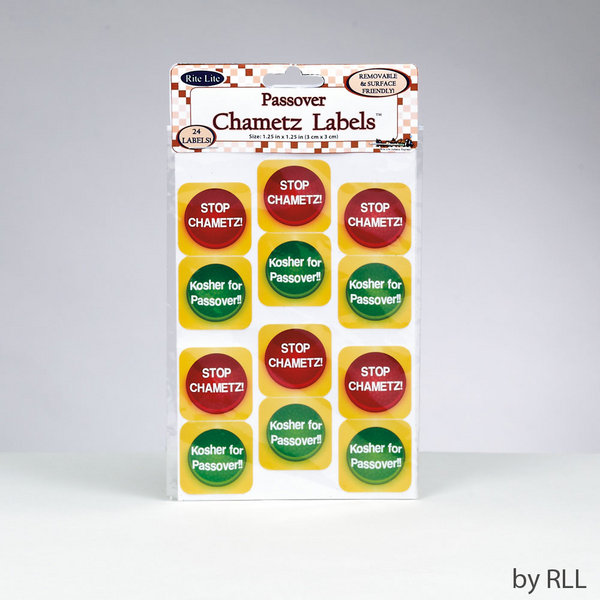 Rite Lite
REMOVABLE
& SURFACE
FRIENDLY!
Passover
Chametz Labels™
Size: 1.25 in x 1.25 in (3 cm x 3 cm)
24
LABELS!
STOP
CHAMETZ!
STOP
CHAMETZ!
STOP
CHAMETZ!
Kosher for
Passover!!
Kosher for
Passover!!
Kosher for
Passover!!
STOP
CHAMETZ!
STOP
CHAMETZ!
STOP
CHAMETZ!
Kosher for
Passover!!
Kosher for
Passover!!
Kosher for
Passover!!
by RLL